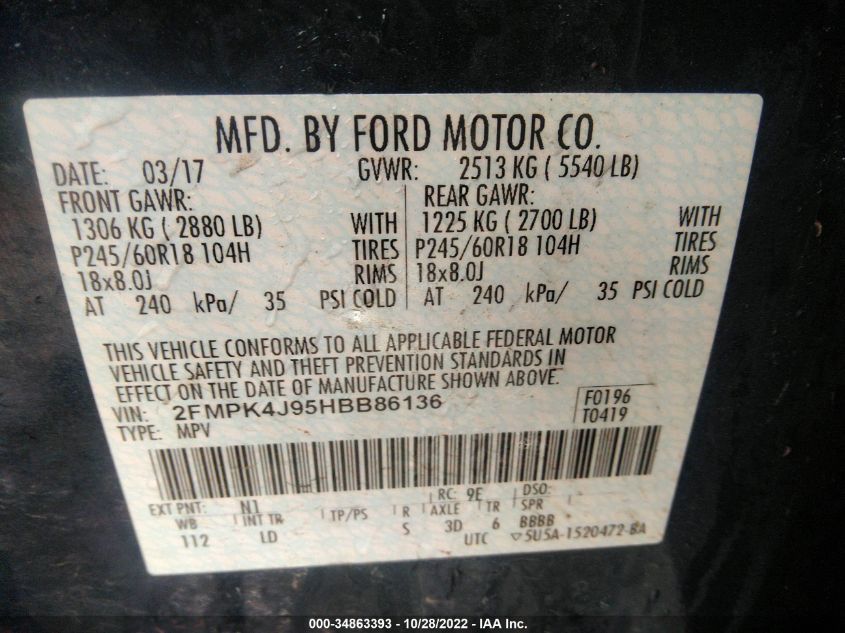 MFD. BY FORD MOTOR CO.
DATE: 03/17 GVWR: 2513 KG ( 5540 LB)
FRONT GAWR: REAR GAWR:
1306 KG ( 2880 LB) WITH 1225 KG ( 2700 LB) WITH
P245/60R18 104H TIRES P245/60R18 104H TIRES
18x8.0J RIMS 18x8.0J RIMS
AT 240 kPa/ 35 PSI COLD AT 240 kPa/ 35 PSI COLD
THIS VEHICLE CONFORMS TO ALL APPLICABLE FEDERAL MOTOR
VEHICLE SAFETY AND THEFT PREVENTION STANDARDS IN
EFFECT ON THE DATE OF MANUFACTURE SHOWN ABOVE.
VIN: 2FMPK4J95HBB86136 F0196
TYPE: MPV T0419
EXT PNT: N1 RC: 9E DSO:
WB INT TR TP/PS R AXLE TR SPR
112 LD S 3D 6 BBBB
UTC ▽5U5A-1520472-BA
000-34863393 - 10/28/2022 - IAA Inc.